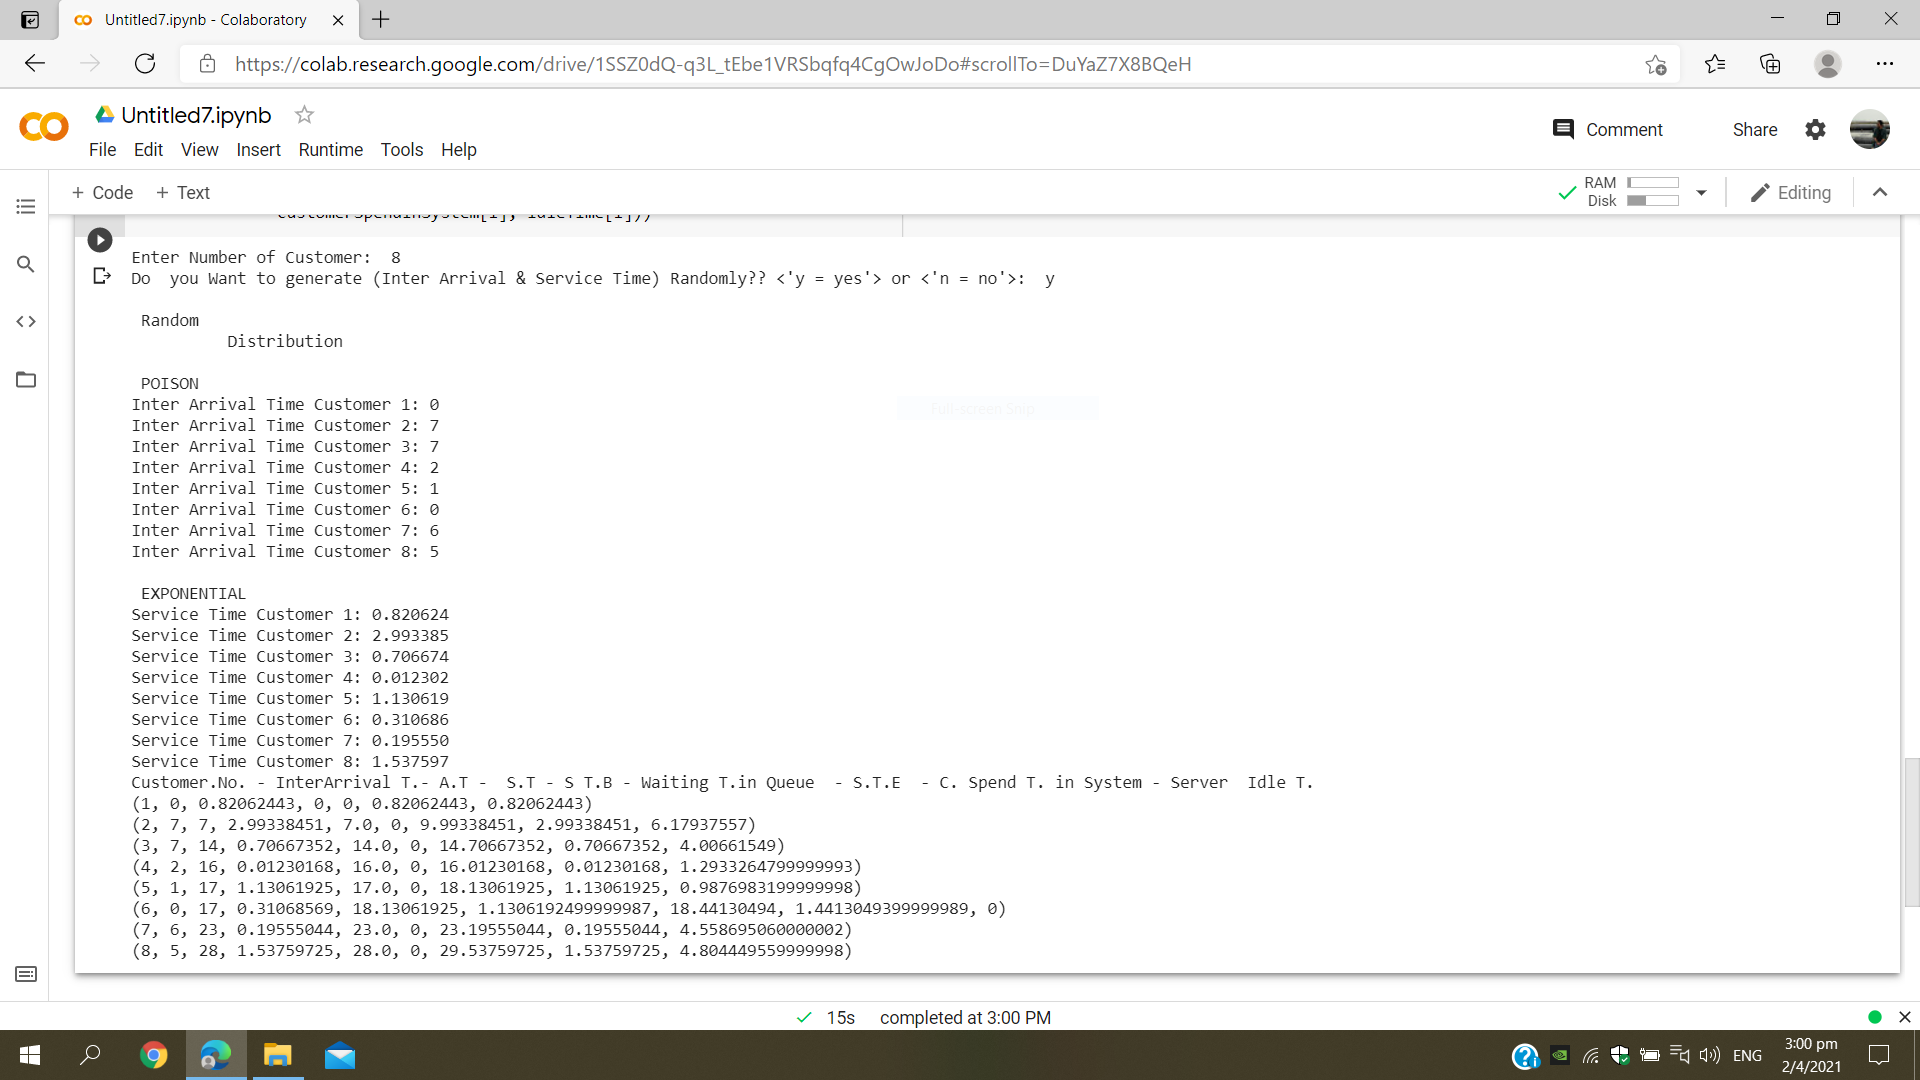 Untitled7.ipynb - Colaboratory
https://colab.research.google.com/drive/1SSZ0dQ-q3L_tEbe1VRSbqfq4CgOwJoDo#scrollTo=DuYaZ7X8BQeH
Untitled7.ipynb
Comment
Share
File Edit View Insert Runtime Tools Help
+ Code + Text
RAM
Disk
Editing
CustomerSpendInSystem[i], IdleTime[i]))
Enter Number of Customer:  8
Do  you Want to generate (Inter Arrival & Service Time) Randomly?? <'y = yes'> or <'n = no'>:  y
Random
Distribution
POISON
Inter Arrival Time Customer 1: 0
Inter Arrival Time Customer 2: 7
Inter Arrival Time Customer 3: 7
Inter Arrival Time Customer 4: 2
Inter Arrival Time Customer 5: 1
Inter Arrival Time Customer 6: 0
Inter Arrival Time Customer 7: 6
Inter Arrival Time Customer 8: 5
Full-screen Snip
EXPONENTIAL
Service Time Customer 1: 0.820624
Service Time Customer 2: 2.993385
Service Time Customer 3: 0.706674
Service Time Customer 4: 0.012302
Service Time Customer 5: 1.130619
Service Time Customer 6: 0.310686
Service Time Customer 7: 0.195550
Service Time Customer 8: 1.537597
Customer.No. - InterArrival T.- A.T -  S.T - S T.B - Waiting T.in Queue  - S.T.E  - C. Spend T. in System - Server  Idle T.
(1, 0, 0.82062443, 0, 0, 0.82062443, 0.82062443)
(2, 7, 7, 2.99338451, 7.0, 0, 9.99338451, 2.99338451, 6.17937557)
(3, 7, 14, 0.70667352, 14.0, 0, 14.70667352, 0.70667352, 4.00661549)
(4, 2, 16, 0.01230168, 16.0, 0, 16.01230168, 0.01230168, 1.2933264799999993)
(5, 1, 17, 1.13061925, 17.0, 0, 18.13061925, 1.13061925, 0.9876983199999998)
(6, 0, 17, 0.31068569, 18.13061925, 1.1306192499999987, 18.44130494, 1.4413049399999989, 0)
(7, 6, 23, 0.19555044, 23.0, 0, 23.19555044, 0.19555044, 4.558695060000002)
(8, 5, 28, 1.53759725, 28.0, 0, 29.53759725, 1.53759725, 4.804449559999998)
15s completed at 3:00 PM
ENG
3:00 pm
2/4/2021